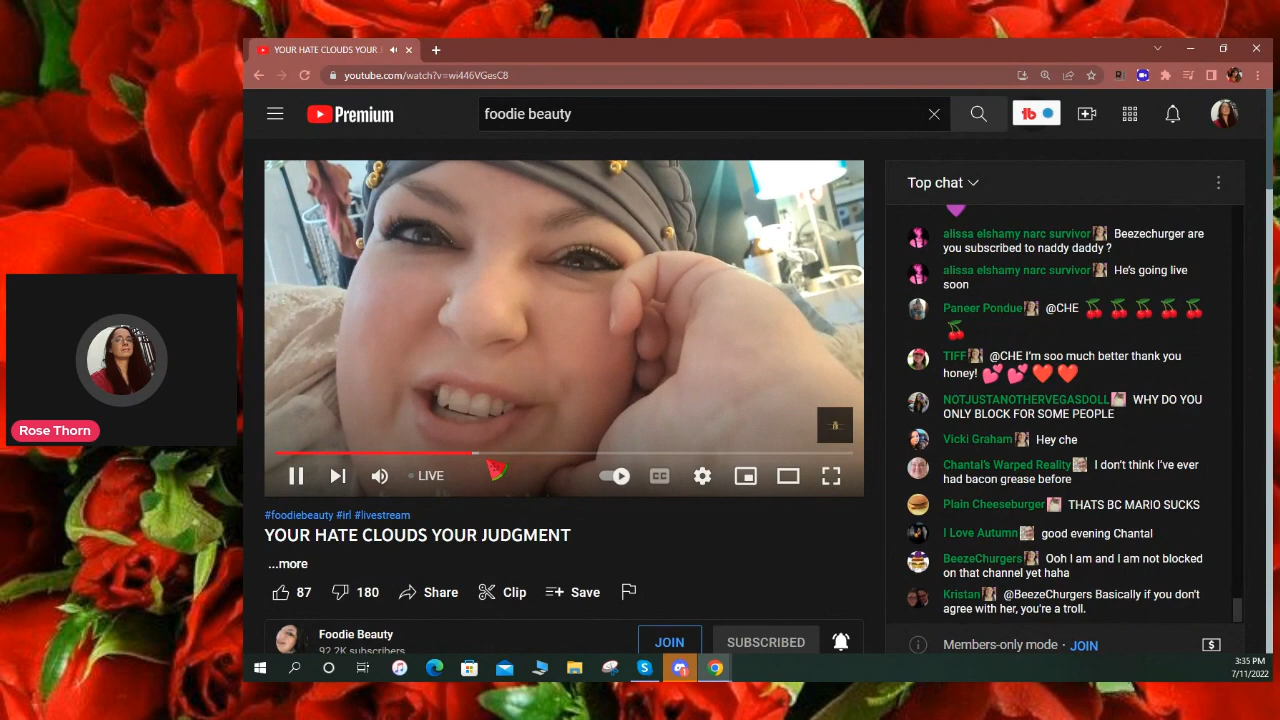 YOUR HATE CLOUDS YOUR J
youtube.com/watch?v=wi446VGesC8
Premium
foodie beauty
tb
Top chat
alissa elshamy narc survivor Beezechurger are
you subscribed to naddy daddy ?
alissa elshamy narc survivor He's going live
soon
Paneer Pondue @CHE 🍒 🍒 🍒 🍒 🍒
🍒
TIFF @CHE I'm soo much better thank you
honey! 💕 💕 ❤️ ❤️
NOTJUSTANOTHERVEGASDOLL WHY DO YOU
ONLY BLOCK FOR SOME PEOPLE
Vicki Graham Hey che
Chantal's Warped Reality I don't think I've ever
had bacon grease before
Plain Cheeseburger THATS BC MARIO SUCKS
I Love Autumn good evening Chantal
BeezeChurgers Ooh I am and I am not blocked
on that channel yet haha
Kristan @BeezeChurgers Basically if you don't
agree with her, you're a troll.
Members-only mode · JOIN
Rose Thorn
LIVE
CC
#foodiebeauty #irl #livestream
YOUR HATE CLOUDS YOUR JUDGMENT
...more
87 180 Share Clip Save
Foodie Beauty
92.2K subscribers
JOIN SUBSCRIBED
3:35 PM
7/11/2022